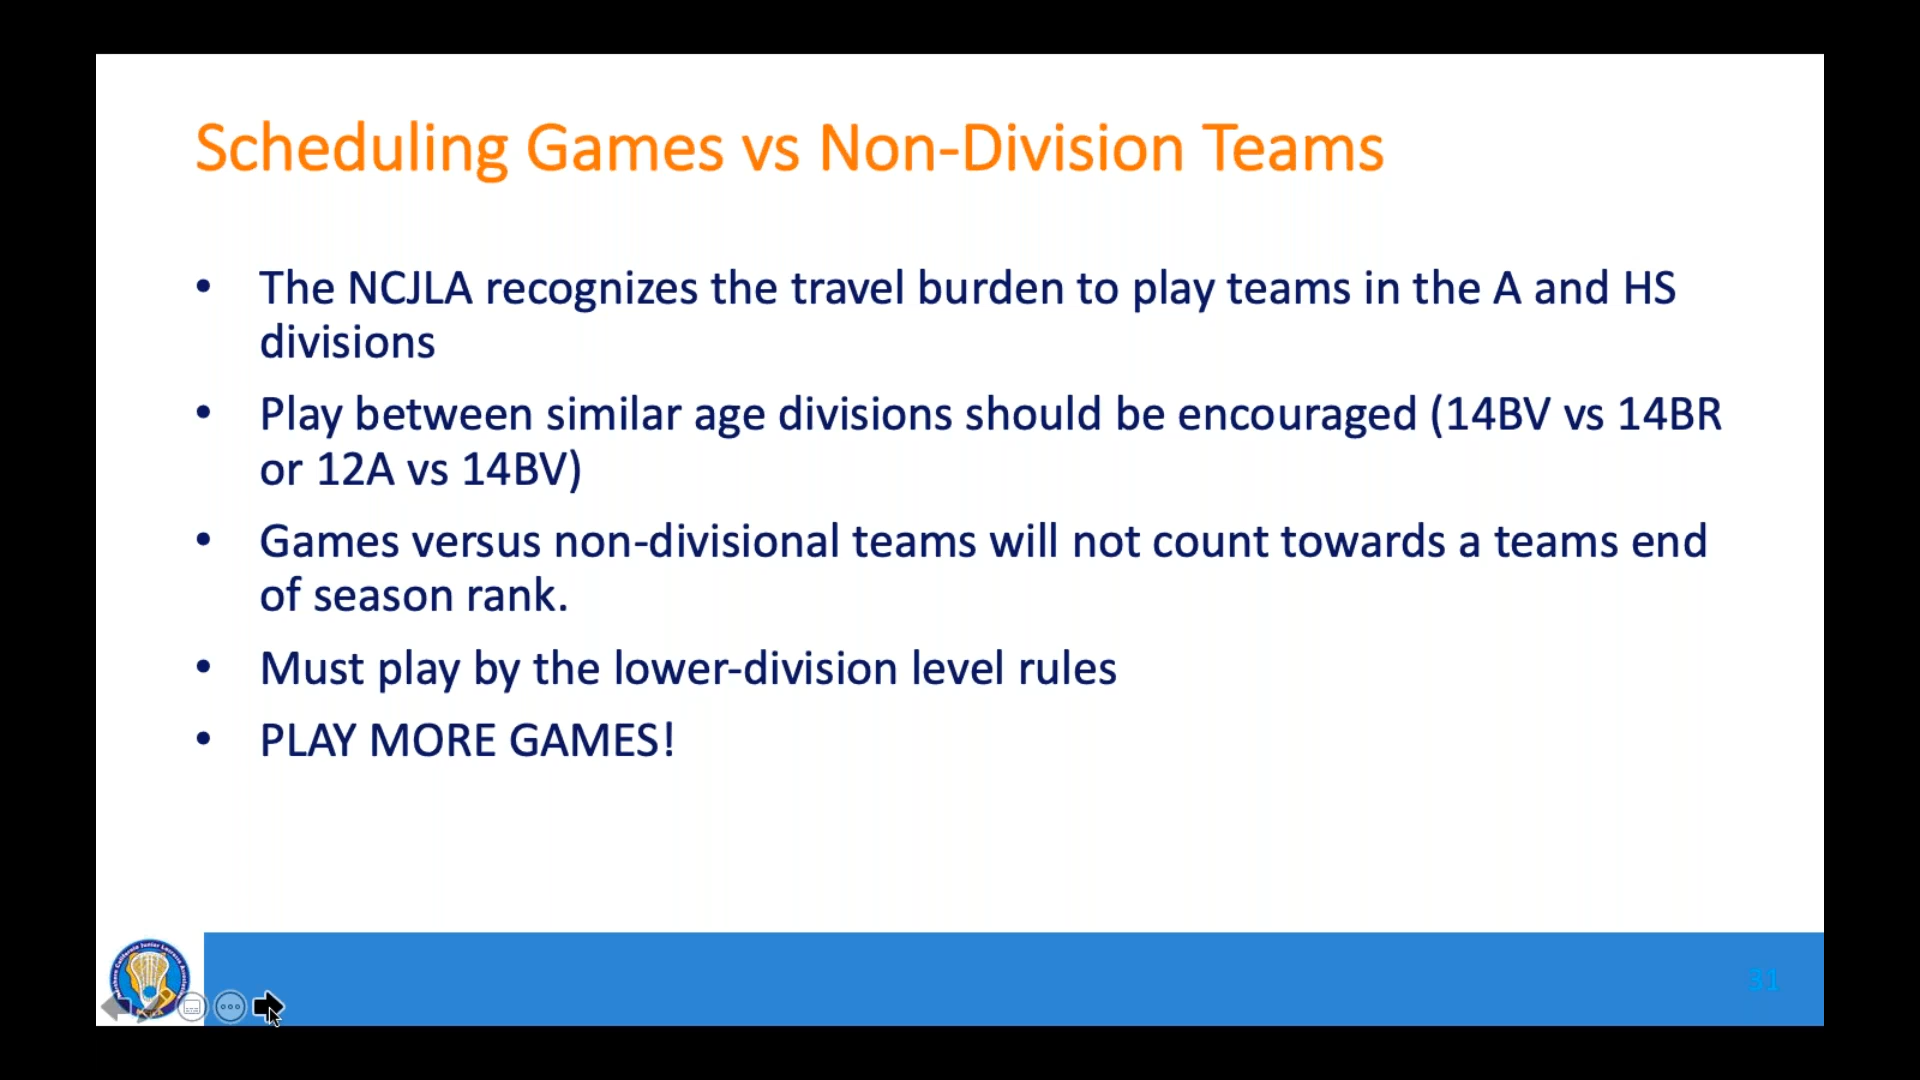 Scheduling Games vs Non-Division Teams
• The NCJLA recognizes the travel burden to play teams in the A and HS
divisions
• Play between similar age divisions should be encouraged (14BV vs 14BR
or 12A vs 14BV)
• Games versus non-divisional teams will not count towards a teams end
of season rank.
• Must play by the lower-division level rules
• PLAY MORE GAMES!
31